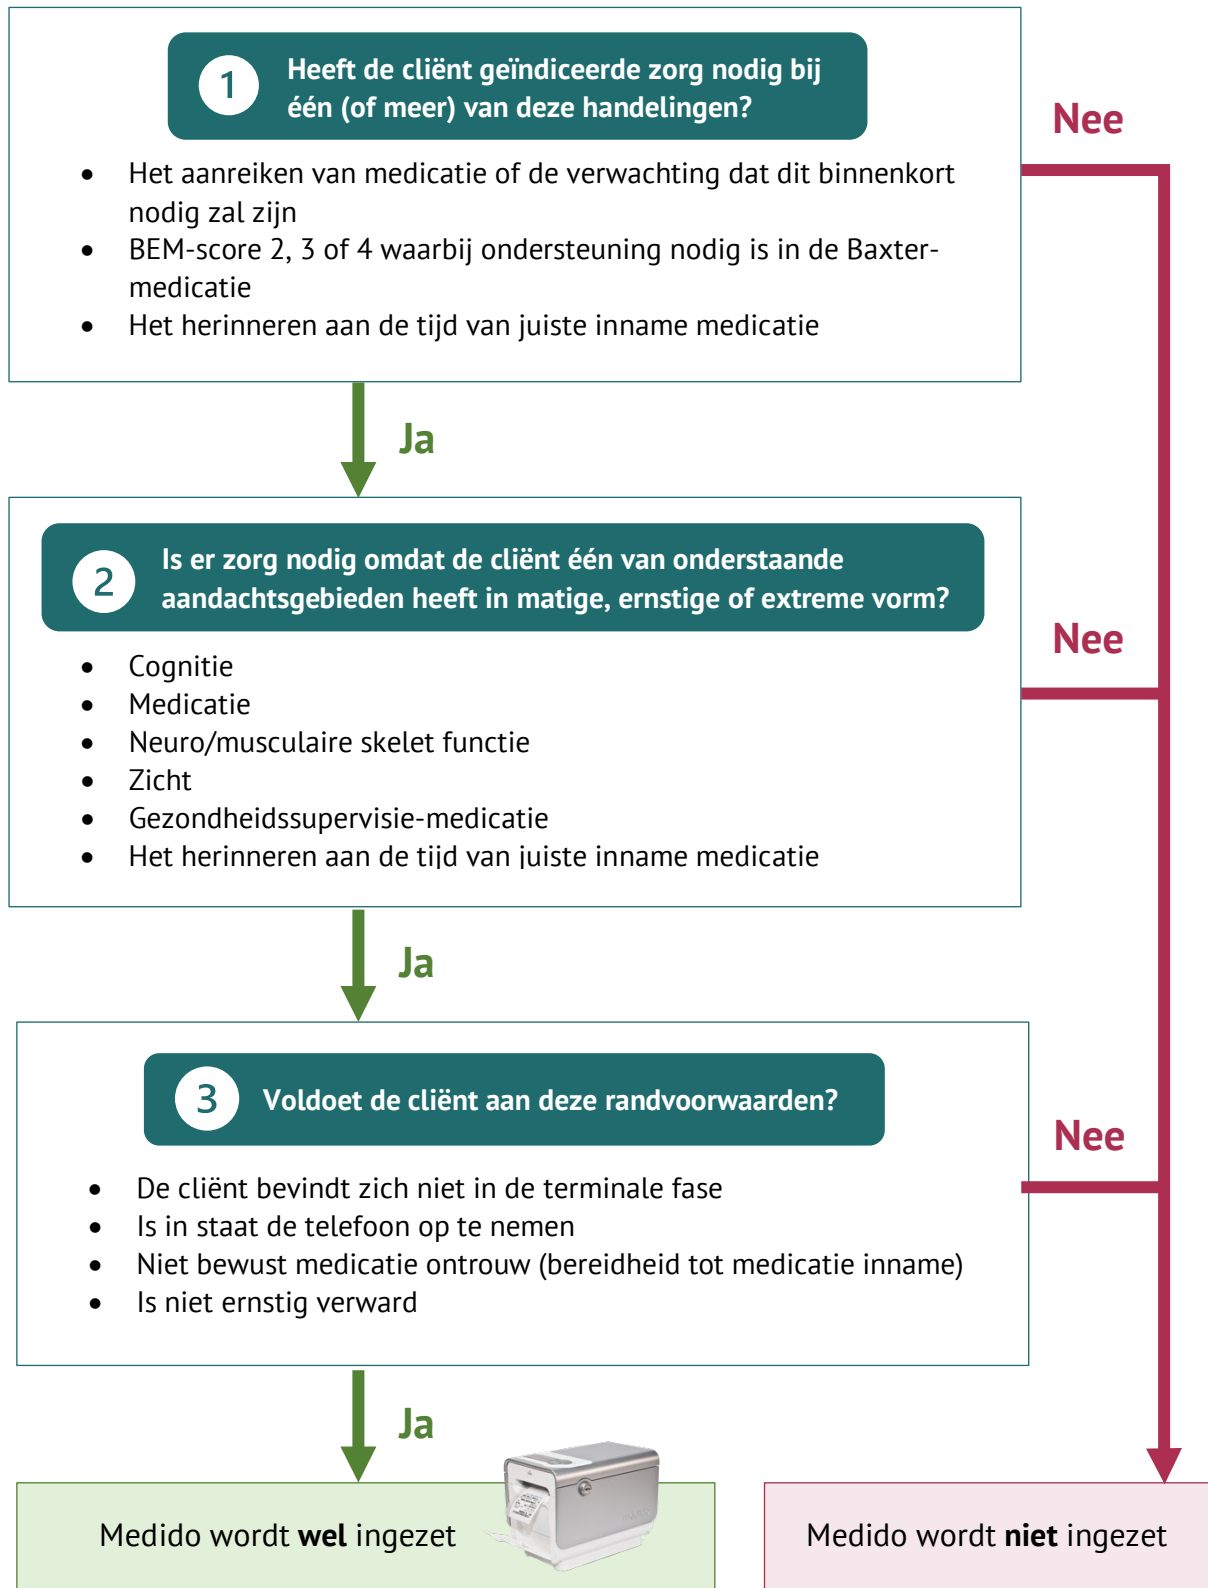 1
Heeft de cliënt geïndiceerde zorg nodig bij
één (of meer) van deze handelingen?
Nee
• Het aanreiken van medicatie of de verwachting dat dit binnenkort
nodig zal zijn
• BEM-score 2, 3 of 4 waarbij ondersteuning nodig is in de Baxter-
medicatie
• Het herinneren aan de tijd van juiste inname medicatie
Ja
2
Is er zorg nodig omdat de cliënt één van onderstaande
aandachtsgebieden heeft in matige, ernstige of extreme vorm?
Nee
• Cognitie
• Medicatie
• Neuro/musculaire skelet functie
• Zicht
• Gezondheidssupervisie-medicatie
• Het herinneren aan de tijd van juiste inname medicatie
Ja
3
Voldoet de cliënt aan deze randvoorwaarden?
Nee
• De cliënt bevindt zich niet in de terminale fase
• Is in staat de telefoon op te nemen
• Niet bewust medicatie ontrouw (bereidheid tot medicatie inname)
• Is niet ernstig verward
Ja
Medido wordt wel ingezet
Medido wordt niet ingezet